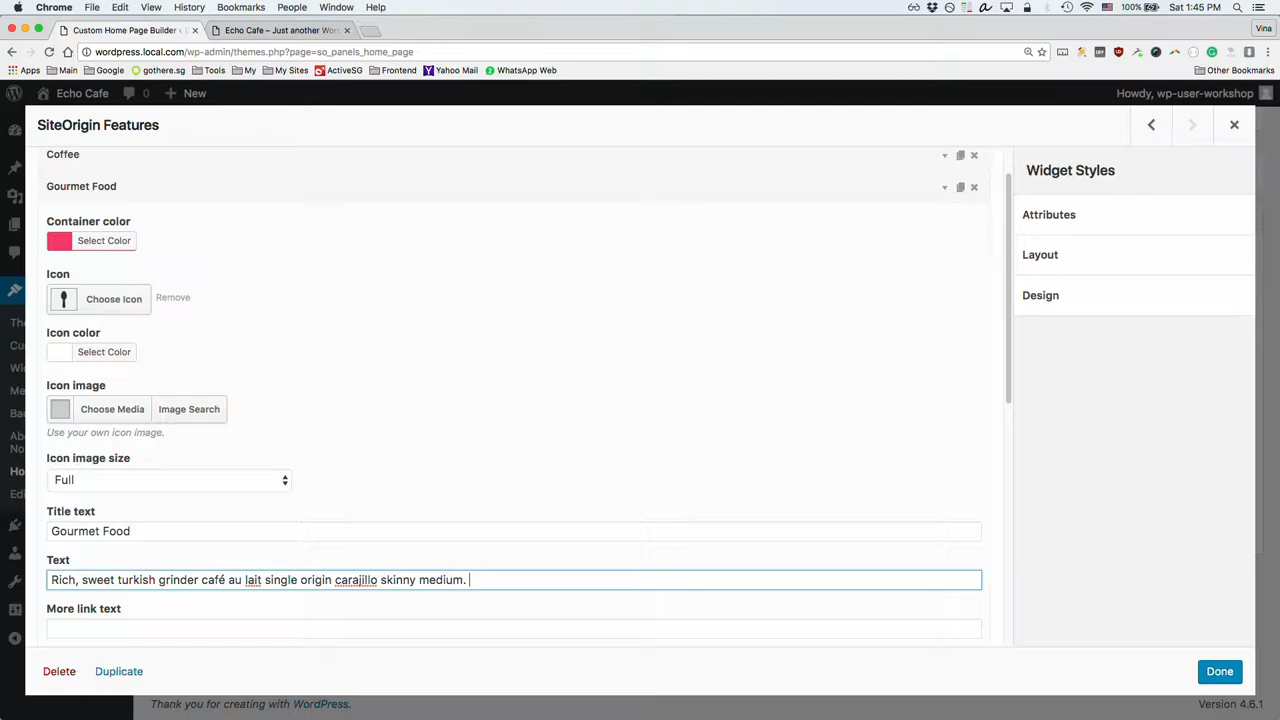 Chrome File Edit View History Bookmarks People Window Help 100% Sat 1:45 PM
Custom Home Page Builder ‹ Echo Cafe – Just another Wor Vina
wordpress.local.com/wp-admin/themes.php?page=so_panels_home_page
Apps Main Google gothere.sg Tools My My Sites ActiveSG Frontend Yahoo Mail WhatsApp Web Other Bookmarks
Echo Cafe 0 New Howdy, wp-user-workshop
SiteOrigin Features
Coffee
Gourmet Food
Container color
Select Color
Icon
Choose Icon Remove
Icon color
Select Color
Icon image
Choose Media Image Search
Use your own icon image.
Icon image size
Full
Title text
Gourmet Food
Text
Rich, sweet turkish grinder café au lait single origin carajillo skinny medium.
More link text
Widget Styles
Attributes
Layout
Design
Delete Duplicate Done
Thank you for creating with WordPress. Version 4.6.1